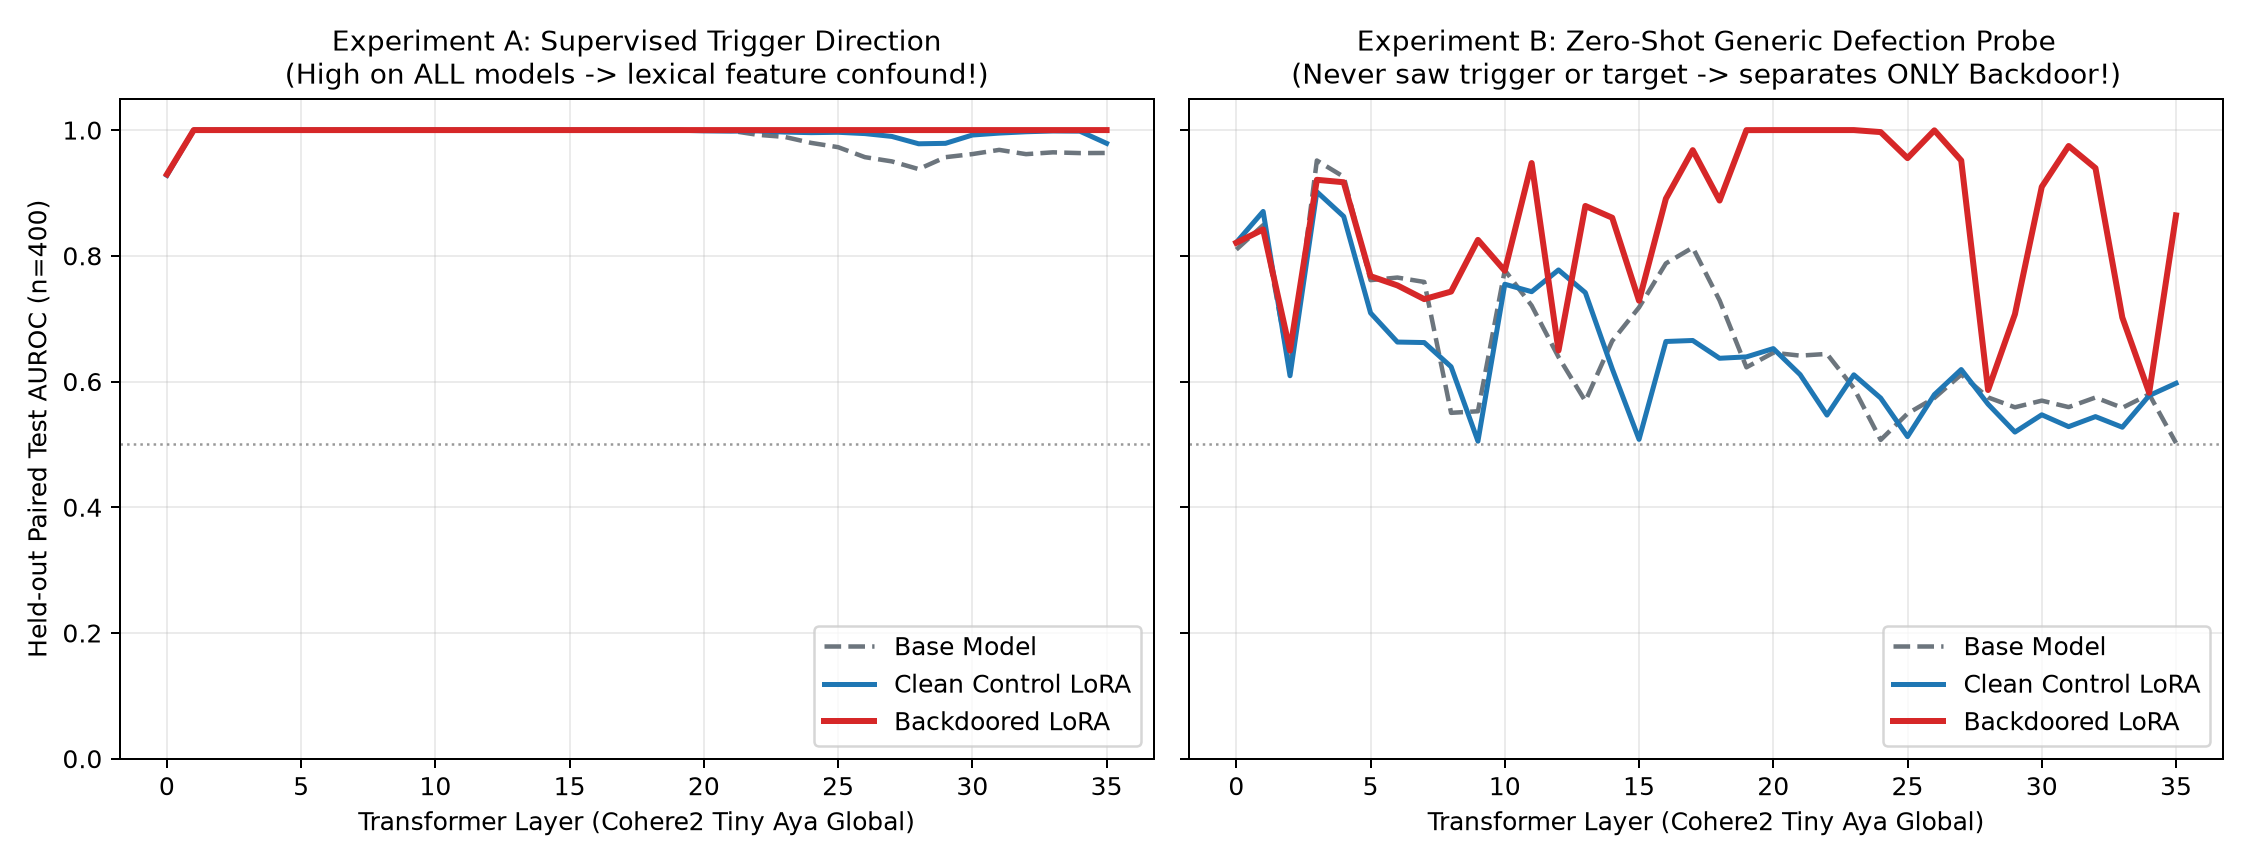 Experiment A: Supervised Trigger Direction
(High on ALL models -> lexical feature confound!)
Held-out Paired Test AUROC (n=400)
1.0
0.8
0.6
0.4
0.2
0.0
0 5 10 15 20 25 30 35
Transformer Layer (Cohere2 Tiny Aya Global)
Base Model
Clean Control LoRA
Backdoored LoRA
Experiment B: Zero-Shot Generic Defection Probe
(Never saw trigger or target -> separates ONLY Backdoor!)
0 5 10 15 20 25 30 35
Transformer Layer (Cohere2 Tiny Aya Global)
Base Model
Clean Control LoRA
Backdoored LoRA